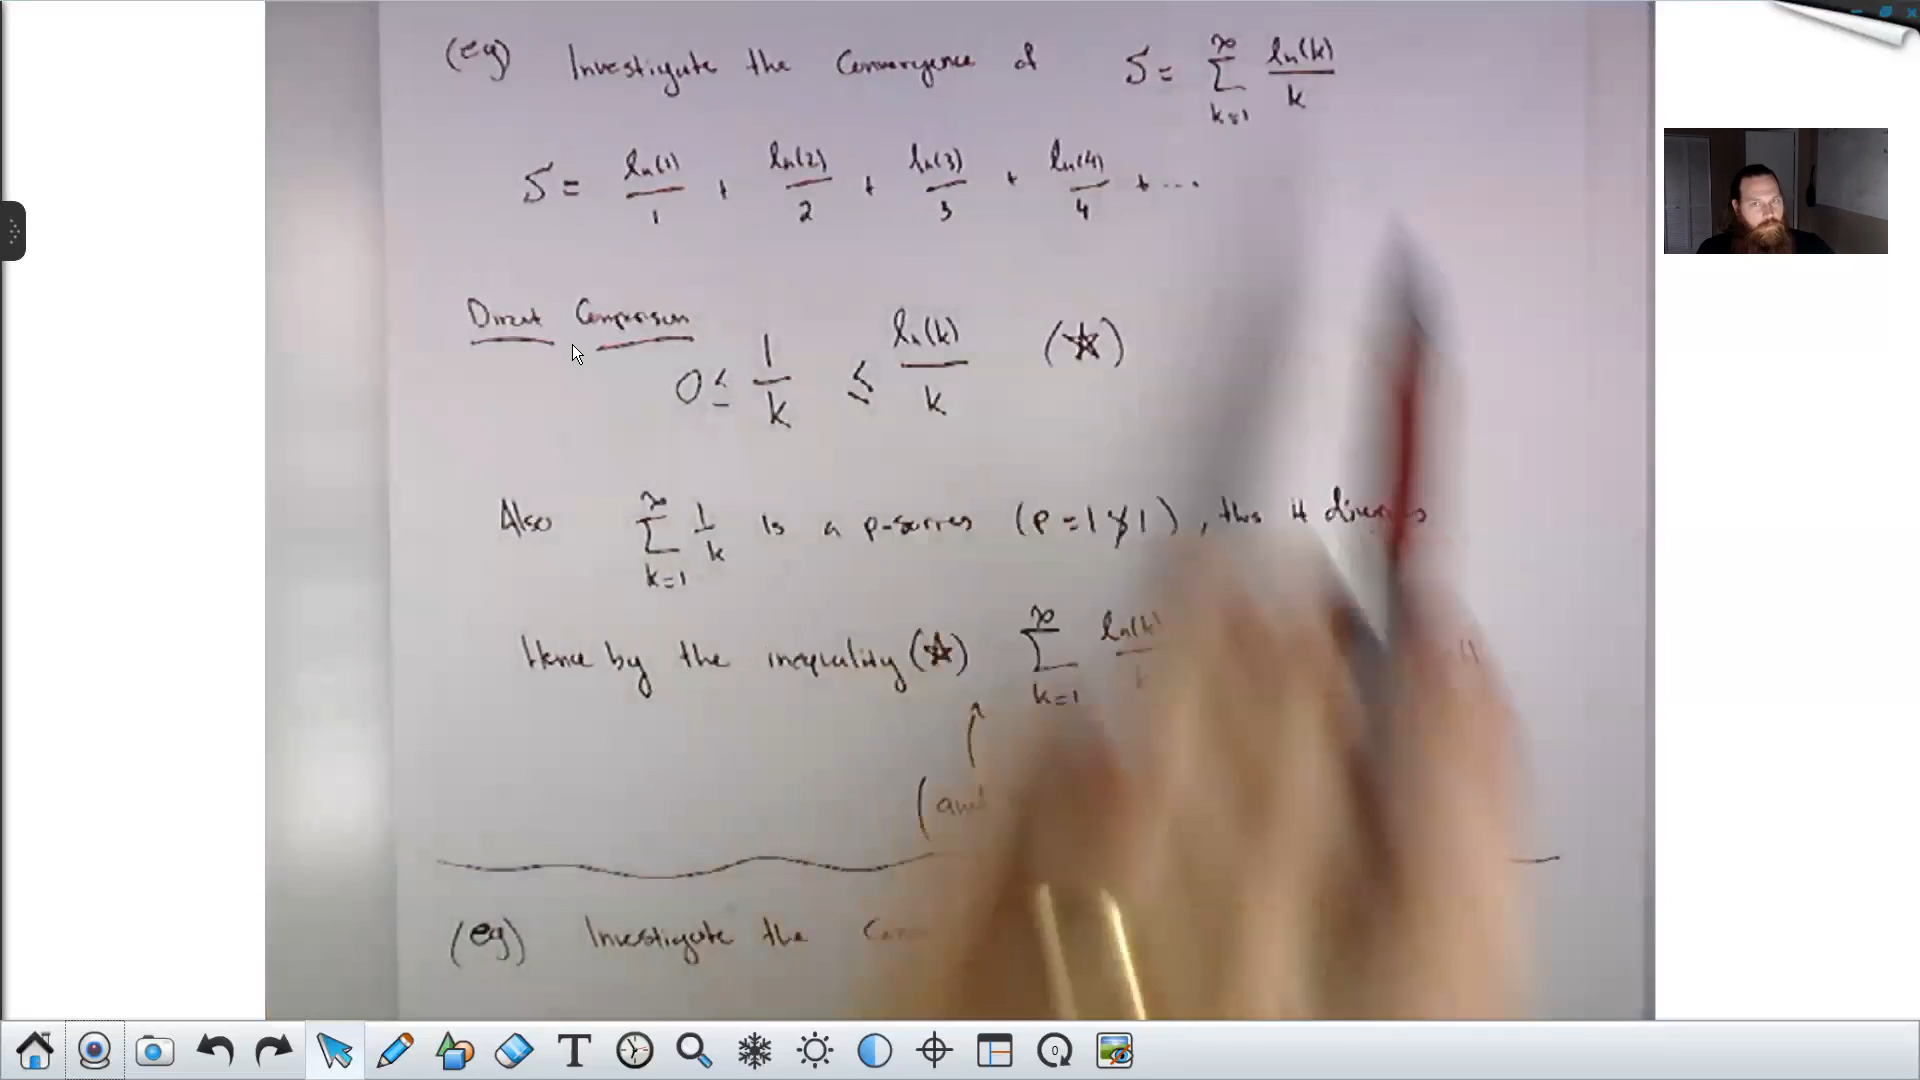 (eg) Investigate the Convergence of S = ∑_{k=1}^{∞} ln(k)/k
S = ln(1)/1 + ln(2)/2 + ln(3)/3 + ln(4)/4 + ...
Direct Comparison
0 ≤ 1/k ≤ ln(k)/k (☆)
Also ∑_{k=1}^{∞} 1/k is a p-series (p = 1 ≯ 1), thus it diverges
Hence by the inequality (☆) ∑_{k=1}^{∞} ln(k)
(and
(eg) Investigate the
T
0